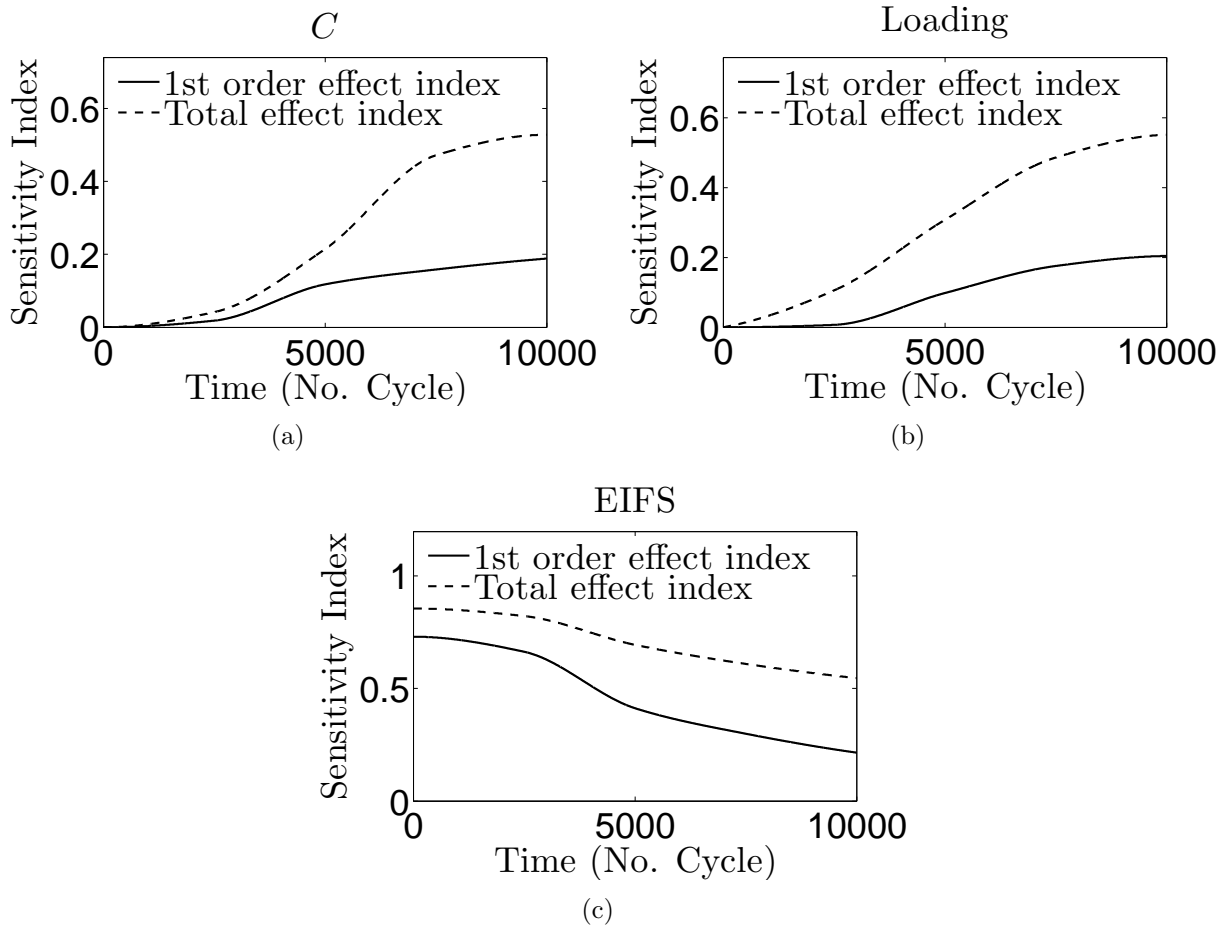 C
1st order effect index
Total effect index
Sensitivity Index
0.6
0.4
0.2
0
0
5000
10000
Time (No. Cycle)
(a)
Loading
1st order effect index
Total effect index
Sensitivity Index
0.6
0.4
0.2
0
0
5000
10000
Time (No. Cycle)
(b)
EIFS
1st order effect index
Total effect index
Sensitivity Index
1
0.5
0
0
5000
10000
Time (No. Cycle)
(c)